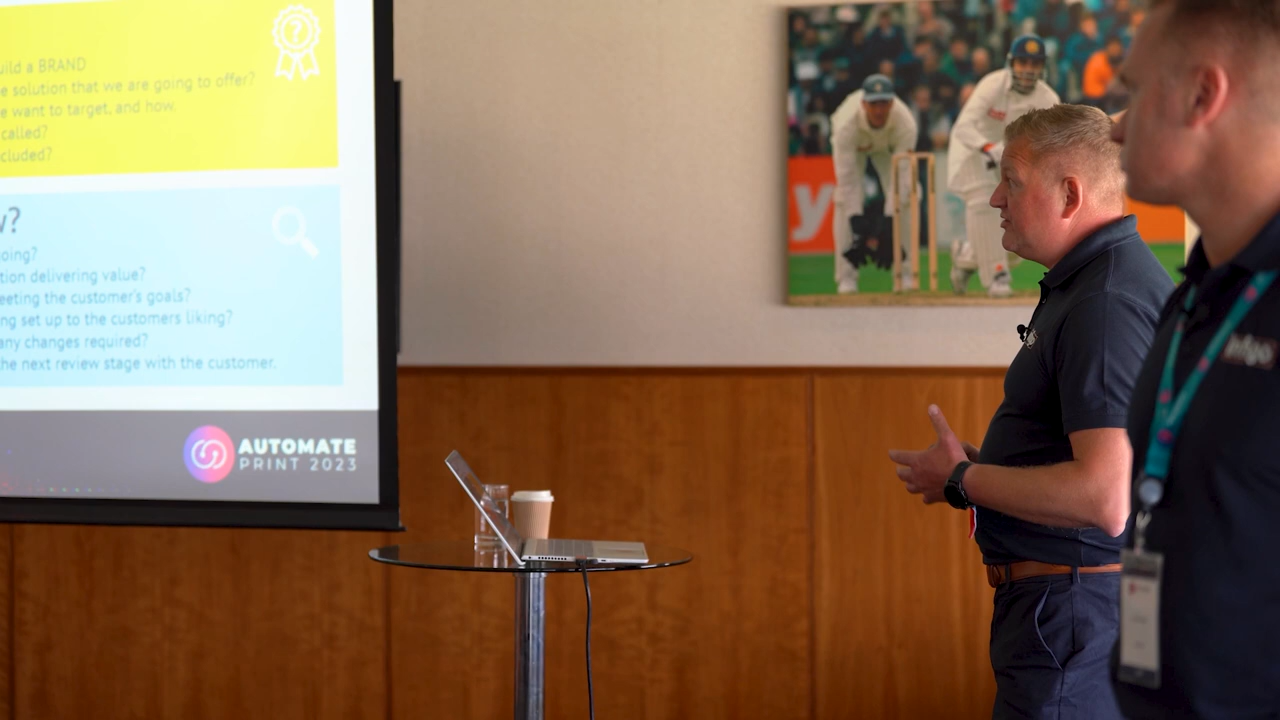 uild a BRAND
e solution that we are going to offer?
e want to target, and how.
called?
cluded?
w?
oing?
tion delivering value?
eeting the customer's goals?
ng set up to the customers liking?
any changes required?
he next review stage with the customer.
AUTOMATE
PRINT 2023
y